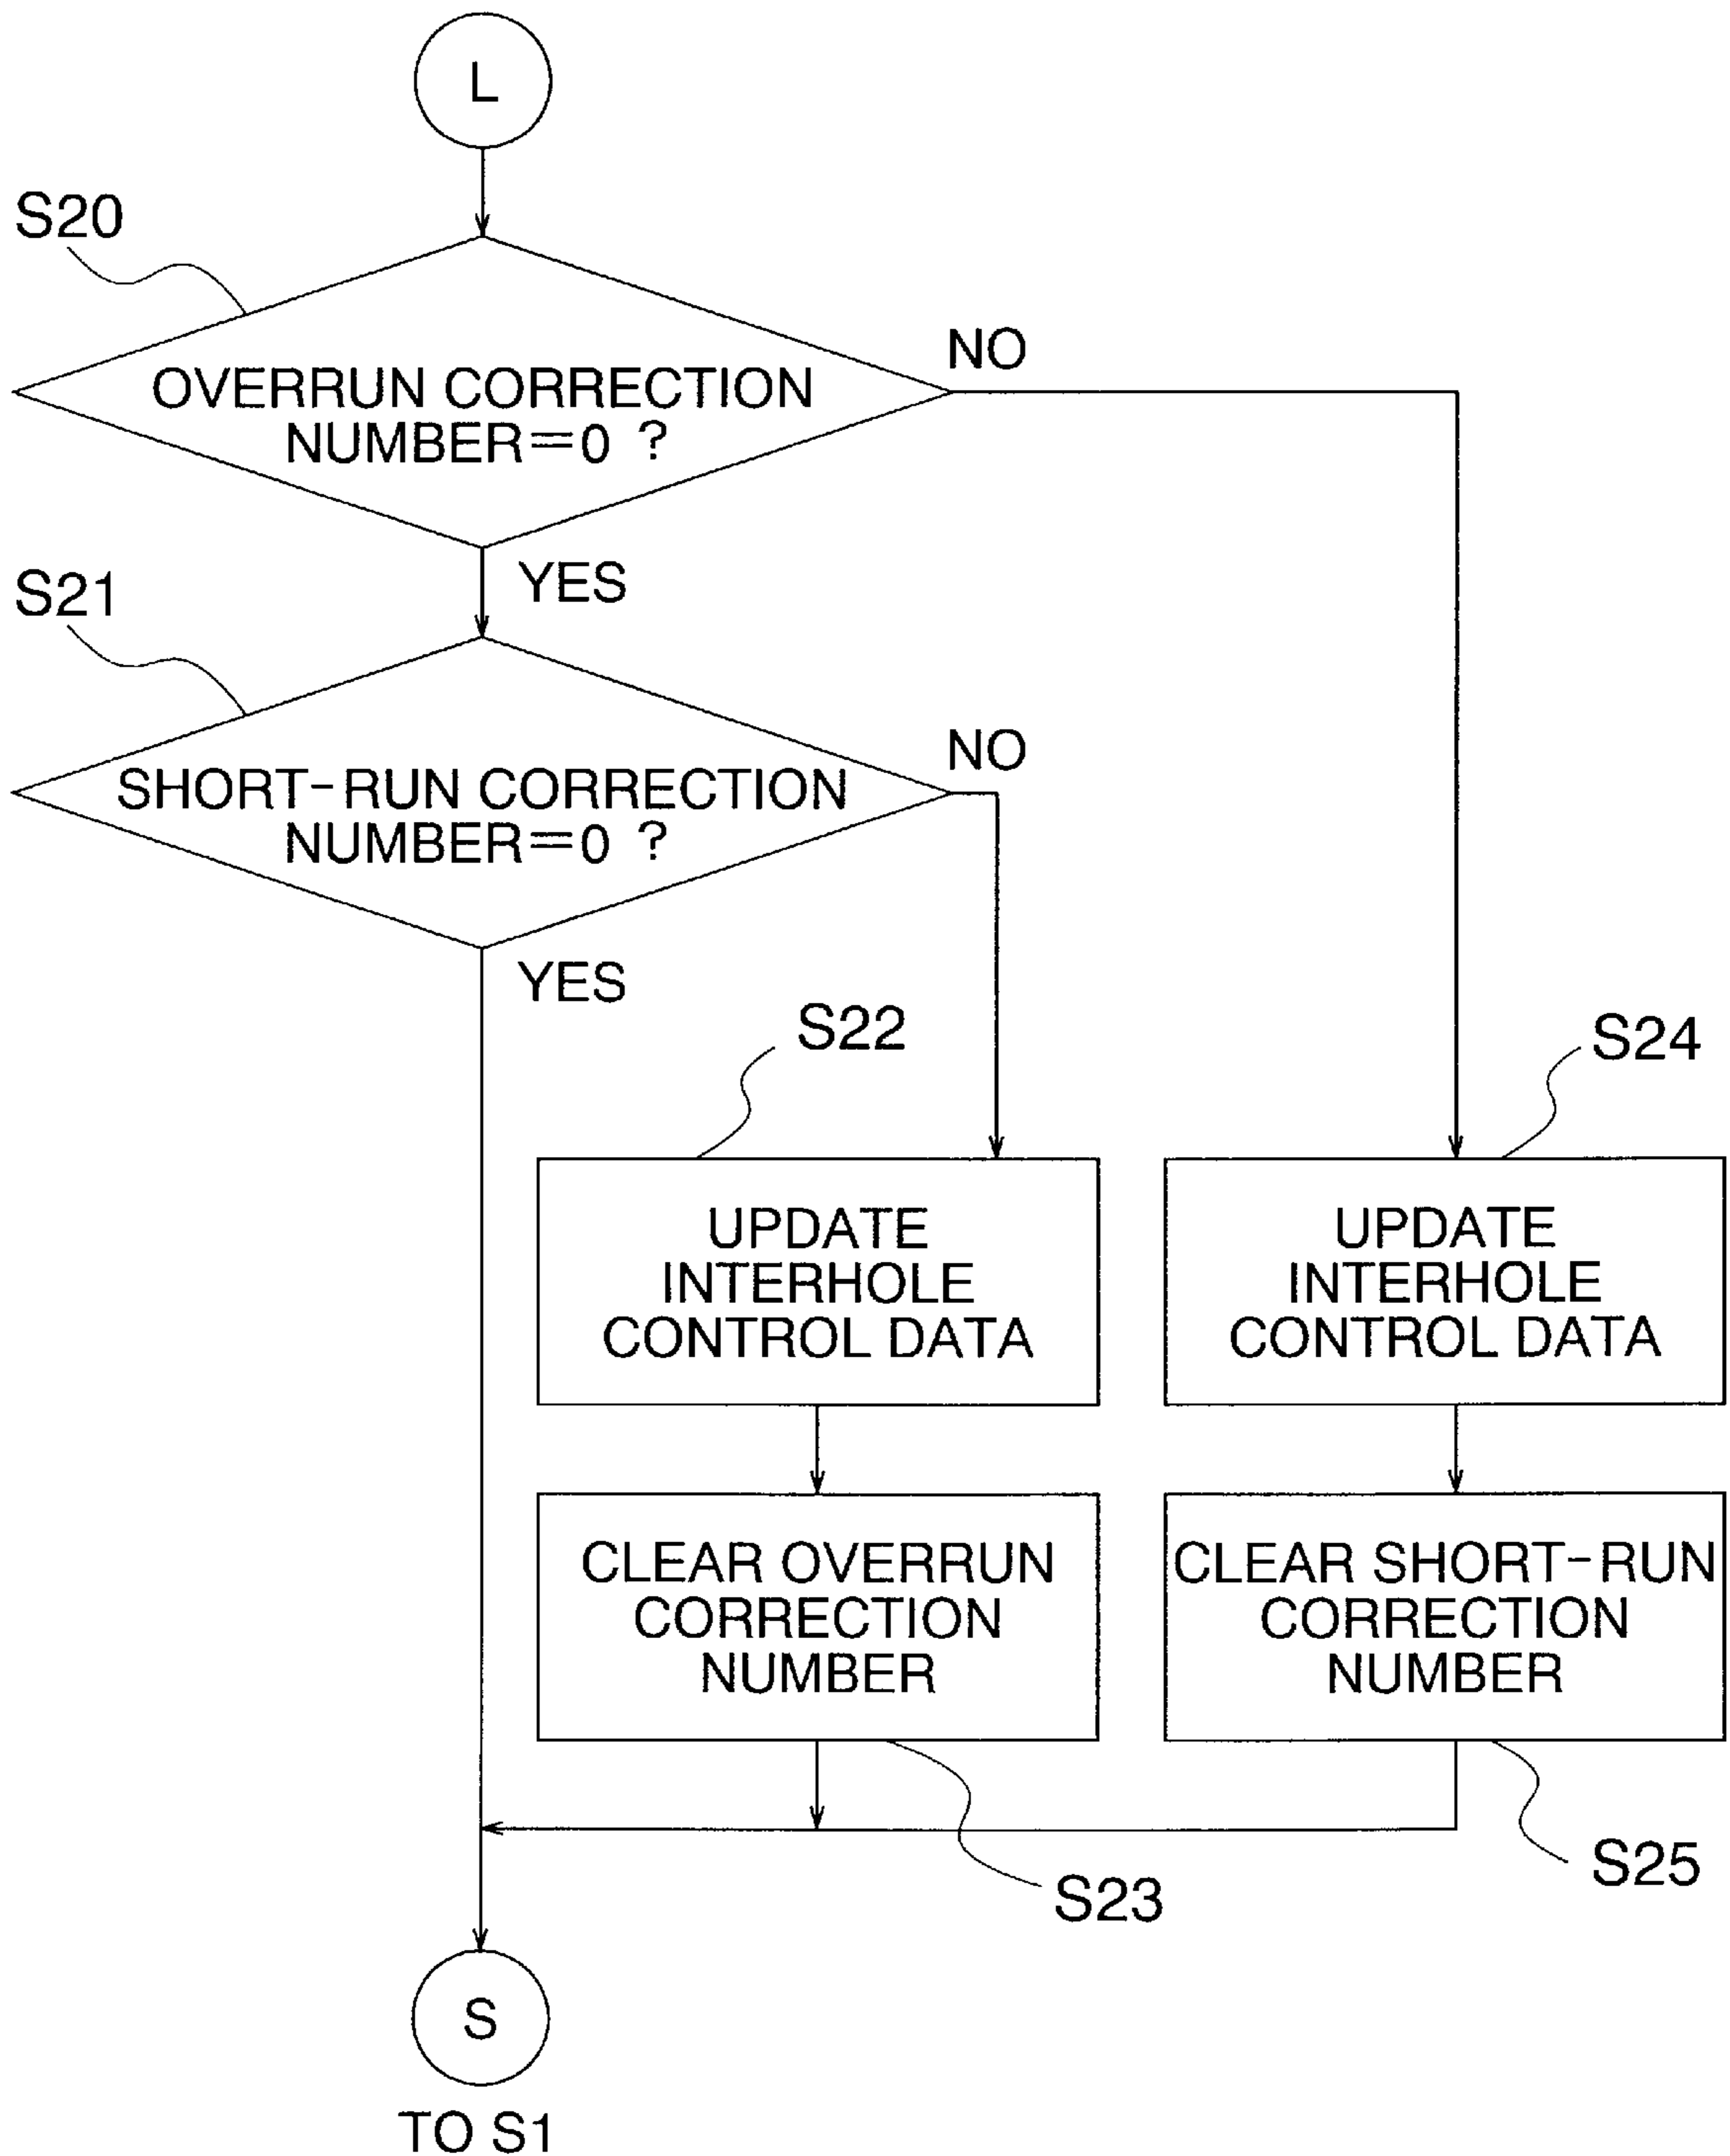 L
S20
OVERRUN CORRECTION
NUMBER=0 ?
NO
YES
S21
SHORT-RUN CORRECTION
NUMBER=0 ?
NO
YES
S22
UPDATE
INTERHOLE
CONTROL DATA
S24
UPDATE
INTERHOLE
CONTROL DATA
CLEAR OVERRUN
CORRECTION
NUMBER
CLEAR SHORT-RUN
CORRECTION
NUMBER
S23
S25
S
TO S1